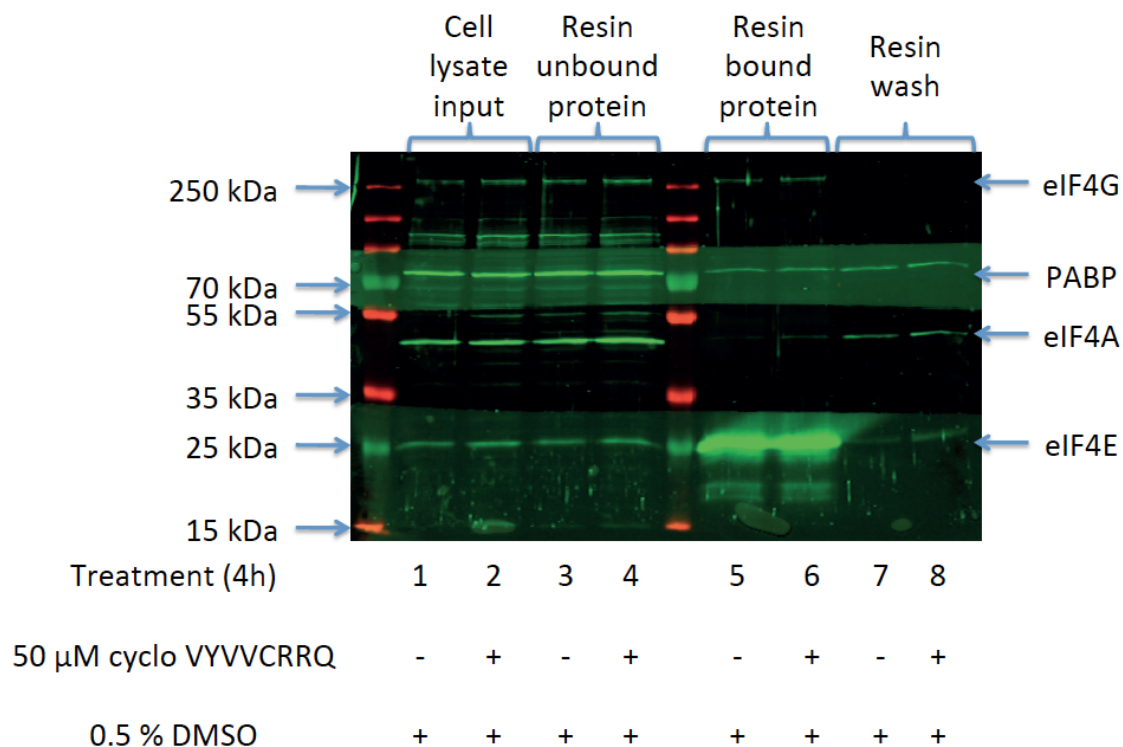 Cell lysate input
Resin unbound protein
Resin bound protein
Resin wash
250 kDa
70 kDa
55 kDa
35 kDa
25 kDa
15 kDa
eIF4G
PABP
eIF4A
eIF4E
Treatment (4h) 1 2 3 4 5 6 7 8
50 µM cyclo VYVVCRRQ - + - + - + - +
0.5 % DMSO + + + + + + + +